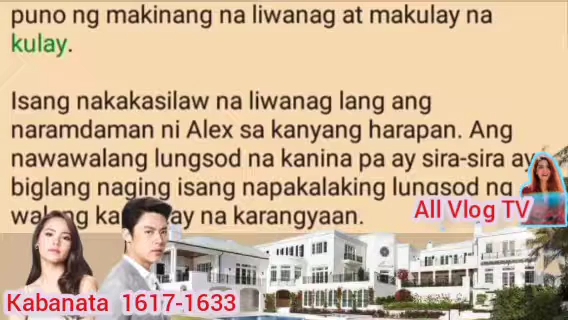 puno ng makinang na liwanag at makulay na
kulay.
Isang nakakasilaw na liwanag lang ang
naramdaman ni Alex sa kanyang harapan. Ang
nawawalang lungsod na kanina pa ay sira-sira ay
biglang naging isang napakalaking lungsod ng
na karangyaan.
All Vlog TV
Kabanata 1617-1633